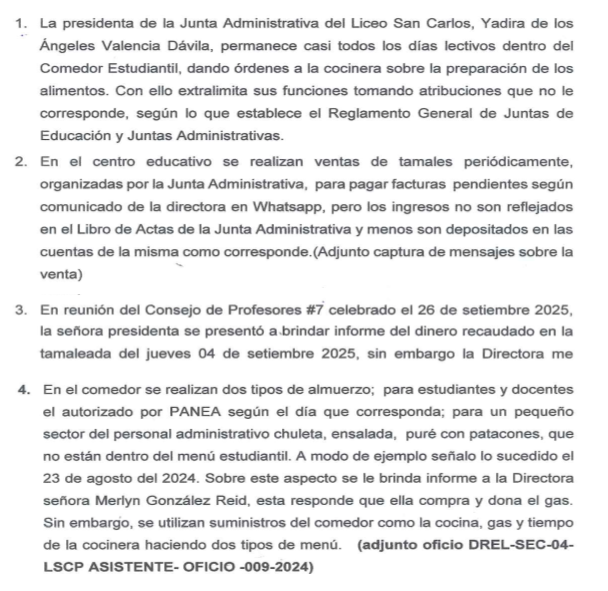 1. La presidenta de la Junta Administrativa del Liceo San Carlos, Yadira de los
Ángeles Valencia Dávila, permanece casi todos los días lectivos dentro del
Comedor Estudiantil, dando órdenes a la cocinera sobre la preparación de los
alimentos. Con ello extralimita sus funciones tomando atribuciones que no le
corresponde, según lo que establece el Reglamento General de Juntas de
Educación y Juntas Administrativas.
2. En el centro educativo se realizan ventas de tamales periódicamente,
organizadas por la Junta Administrativa, para pagar facturas pendientes según
comunicado de la directora en Whatsapp, pero los ingresos no son reflejados
en el Libro de Actas de la Junta Administrativa y menos son depositados en las
cuentas de la misma como corresponde.(Adjunto captura de mensajes sobre la
venta)
3. En reunión del Consejo de Profesores #7 celebrado el 26 de setiembre 2025,
la señora presidenta se presentó a brindar informe del dinero recaudado en la
tamaleada del jueves 04 de setiembre 2025, sin embargo la Directora me
4. En el comedor se realizan dos tipos de almuerzo; para estudiantes y docentes
el autorizado por PANEA según el día que corresponda; para un pequeño
sector del personal administrativo chuleta, ensalada, puré con patacones, que
no están dentro del menú estudiantil. A modo de ejemplo señalo lo sucedido el
23 de agosto del 2024. Sobre este aspecto se le brinda informe a la Directora
señora Merlyn González Reid, esta responde que ella compra y dona el gas.
Sin embargo, se utilizan suministros del comedor como la cocina, gas y tiempo
de la cocinera haciendo dos tipos de menú. (adjunto oficio DREL-SEC-04-
LSCP ASISTENTE- OFICIO -009-2024)